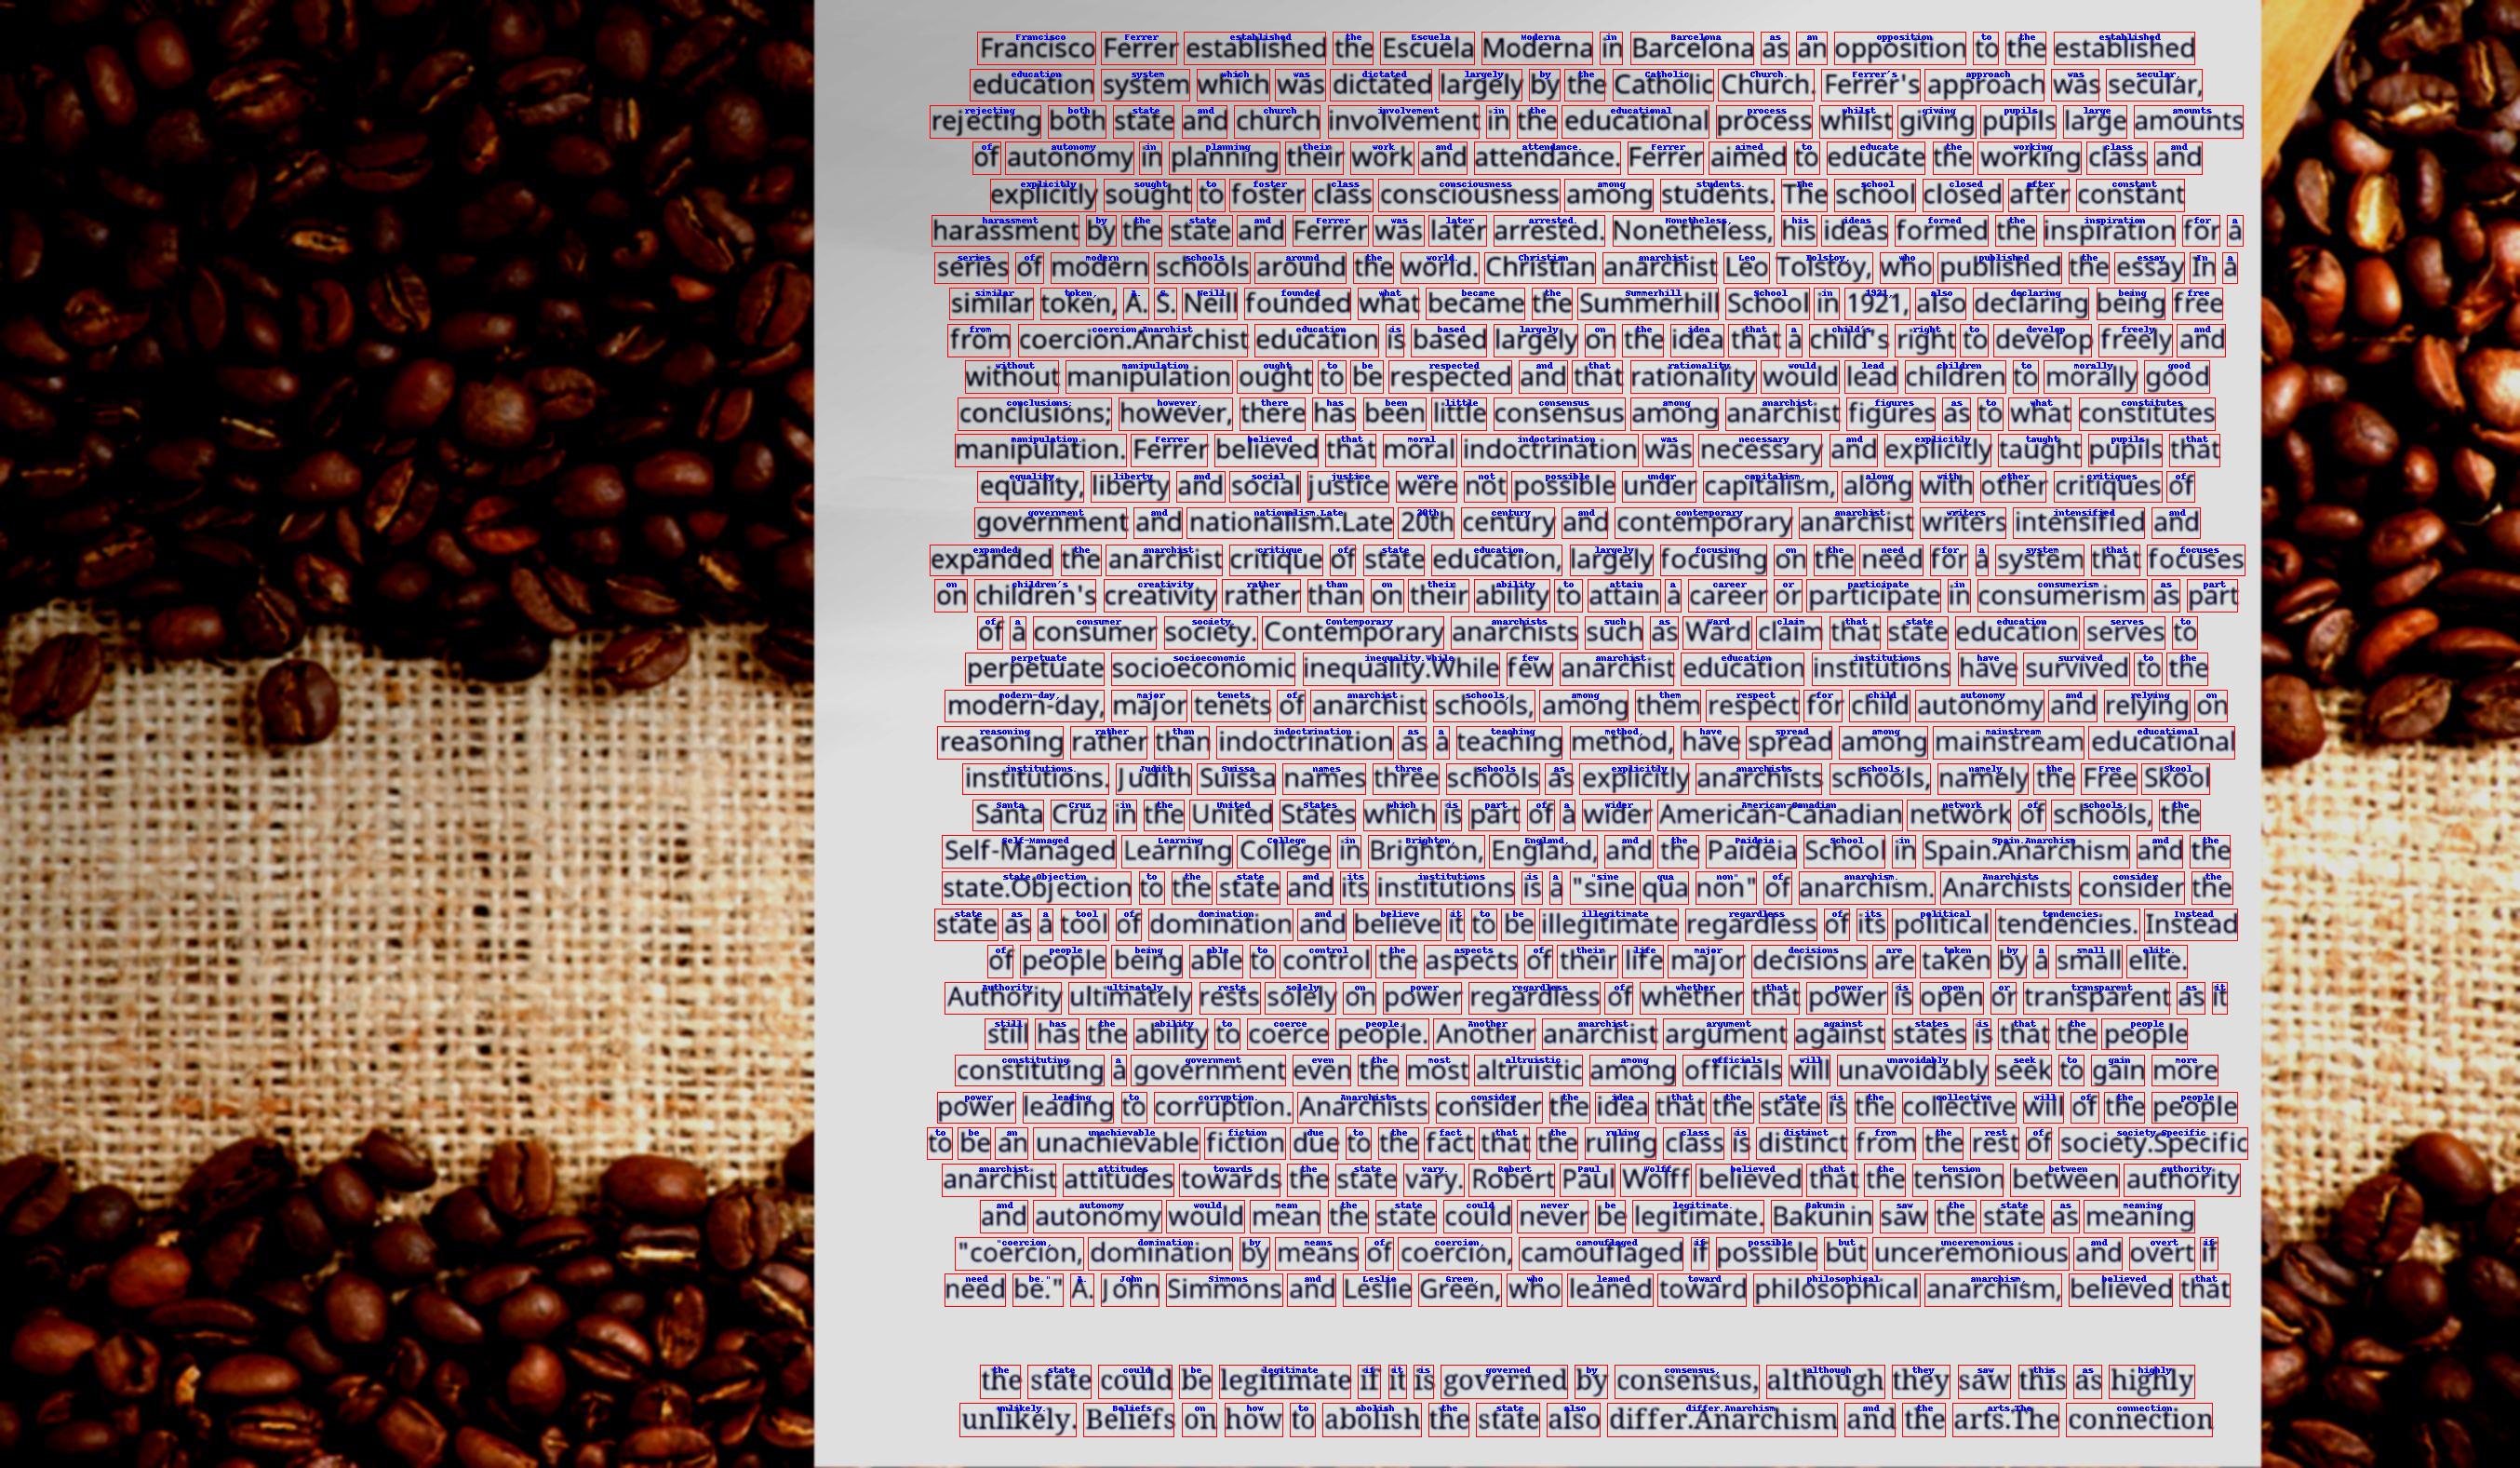 Francisco Ferrer established the Escuela Moderna in Barcelona as an opposition to the established
education system which was dictated largely by the Catholic Church. Ferrer's approach was secular,
rejecting both state and church involvement in the educational process whilst giving pupils large amounts
of autonomy in planning their work and attendance. Ferrer aimed to educate the working class and
explicitly sought to foster class consciousness among students. The school closed after constant
harassment by the state and Ferrer was later arrested. Nonetheless, his ideas formed the inspiration for a
series of modern schools around the world. Christian anarchist Leo Tolstoy, who published the essay In a
similar token, A. S. Neill founded what became the Summerhill School in 1921, also declaring being free
from coercion.Anarchist education is based largely on the idea that a child's right to develop freely and
without manipulation ought to be respected and that rationality would lead children to morally good
conclusions; however, there has been little consensus among anarchist figures as to what constitutes
manipulation. Ferrer believed that moral indoctrination was necessary and explicitly taught pupils that
equality, liberty and social justice were not possible under capitalism, along with other critiques of
government and nationalism.Late 20th century and contemporary anarchist writers intensified and
expanded the anarchist critique of state education, largely focusing on the need for a system that focuses
on children's creativity rather than on their ability to attain a career or participate in consumerism as part
of a consumer society. Contemporary anarchists such as Ward claim that state education serves to
perpetuate socioeconomic inequality.While few anarchist education institutions have survived to the
modern-day, major tenets of anarchist schools, among them respect for child autonomy and relying on
reasoning rather than indoctrination as a teaching method, have spread among mainstream educational
institutions. Judith Suissa names three schools as explicitly anarchists schools, namely the Free Skool
Santa Cruz in the United States which is part of a wider American-Canadian network of schools, the
Self-Managed Learning College in Brighton, England, and the Paideia School in Spain.Anarchism and the
state.Objection to the state and its institutions is a "sine qua non" of anarchism. Anarchists consider the
state as a tool of domination and believe it to be illegitimate regardless of its political tendencies. Instead
of people being able to control the aspects of their life major decisions are taken by a small elite.
Authority ultimately rests solely on power regardless of whether that power is open or transparent as it
still has the ability to coerce people. Another anarchist argument against states is that the people
constituting a government even the most altruistic among officials will unavoidably seek to gain more
power leading to corruption. Anarchists consider the idea that the state is the collective will of the people
to be an unachievable fiction due to the fact that the ruling class is distinct from the rest of society.Specific
anarchist attitudes towards the state vary. Robert Paul Wolff believed that the tension between authority
and autonomy would mean the state could never be legitimate. Bakunin saw the state as meaning
"coercion, domination by means of coercion, camouflaged if possible but unceremonious and overt if
need be." A. John Simmons and Leslie Green, who leaned toward philosophical anarchism, believed that
the state could be legitimate if it is governed by consensus, although they saw this as highly
unlikely. Beliefs on how to abolish the state also differ.Anarchism and the arts.The connection